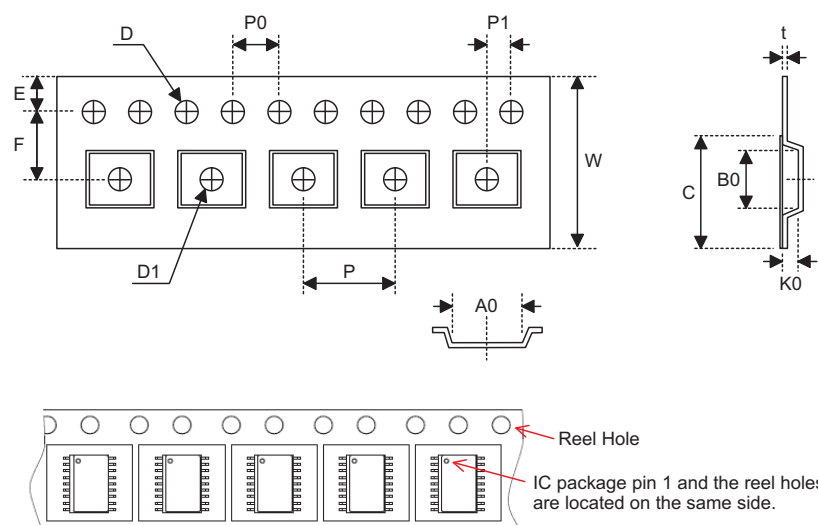 D
P0
P1
t
E
F
W
C
B0
D1
P
K0
A0
Reel Hole
IC package pin 1 and the reel holes
are located on the same side.